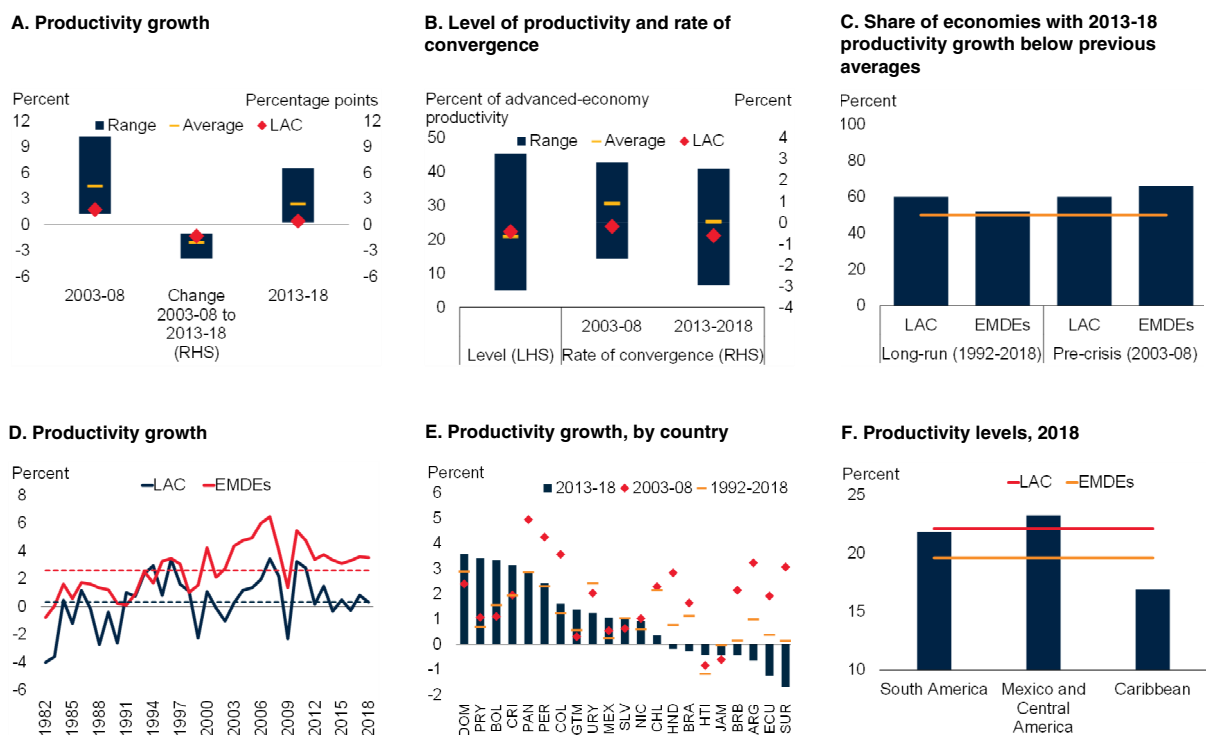 A. Productivity growth
Percent
Percentage points
Range Average LAC
12
9
6
3
0
-3
-6
12
9
6
3
0
-3
-6
2003-08
Change
2003-08 to
2013-18
(RHS)
2013-18
B. Level of productivity and rate of
convergence
Percent of advanced-economy
productivity
Percent
Range Average LAC
50
40
30
20
10
0
4
3
2
1
0
-1
-2
-3
-4
2003-08 2013-2018
Level (LHS) Rate of convergence (RHS)
C. Share of economies with 2013-18
productivity growth below previous
averages
Percent
100
80
60
40
20
0
LAC EMDEs LAC EMDEs
Long-run (1992-2018) Pre-crisis (2003-08)
D. Productivity growth
Percent
LAC EMDEs
8
6
4
2
0
-2
-4
-6
1982
1985
1988
1991
1994
1997
2000
2003
2006
2009
2012
2015
2018
E. Productivity growth, by country
Percent
2013-18 2003-08 1992-2018
6
5
4
3
2
1
0
-1
-2
DOM
PRY
BOL
CRI
PAN
PER
COL
GTM
URY
MEX
SLV
NIC
CHL
HND
BRA
HTI
JAM
BRB
ARG
ECU
SUR
F. Productivity levels, 2018
Percent
LAC EMDEs
25
20
15
10
South America
Mexico and
Central
America
Caribbean